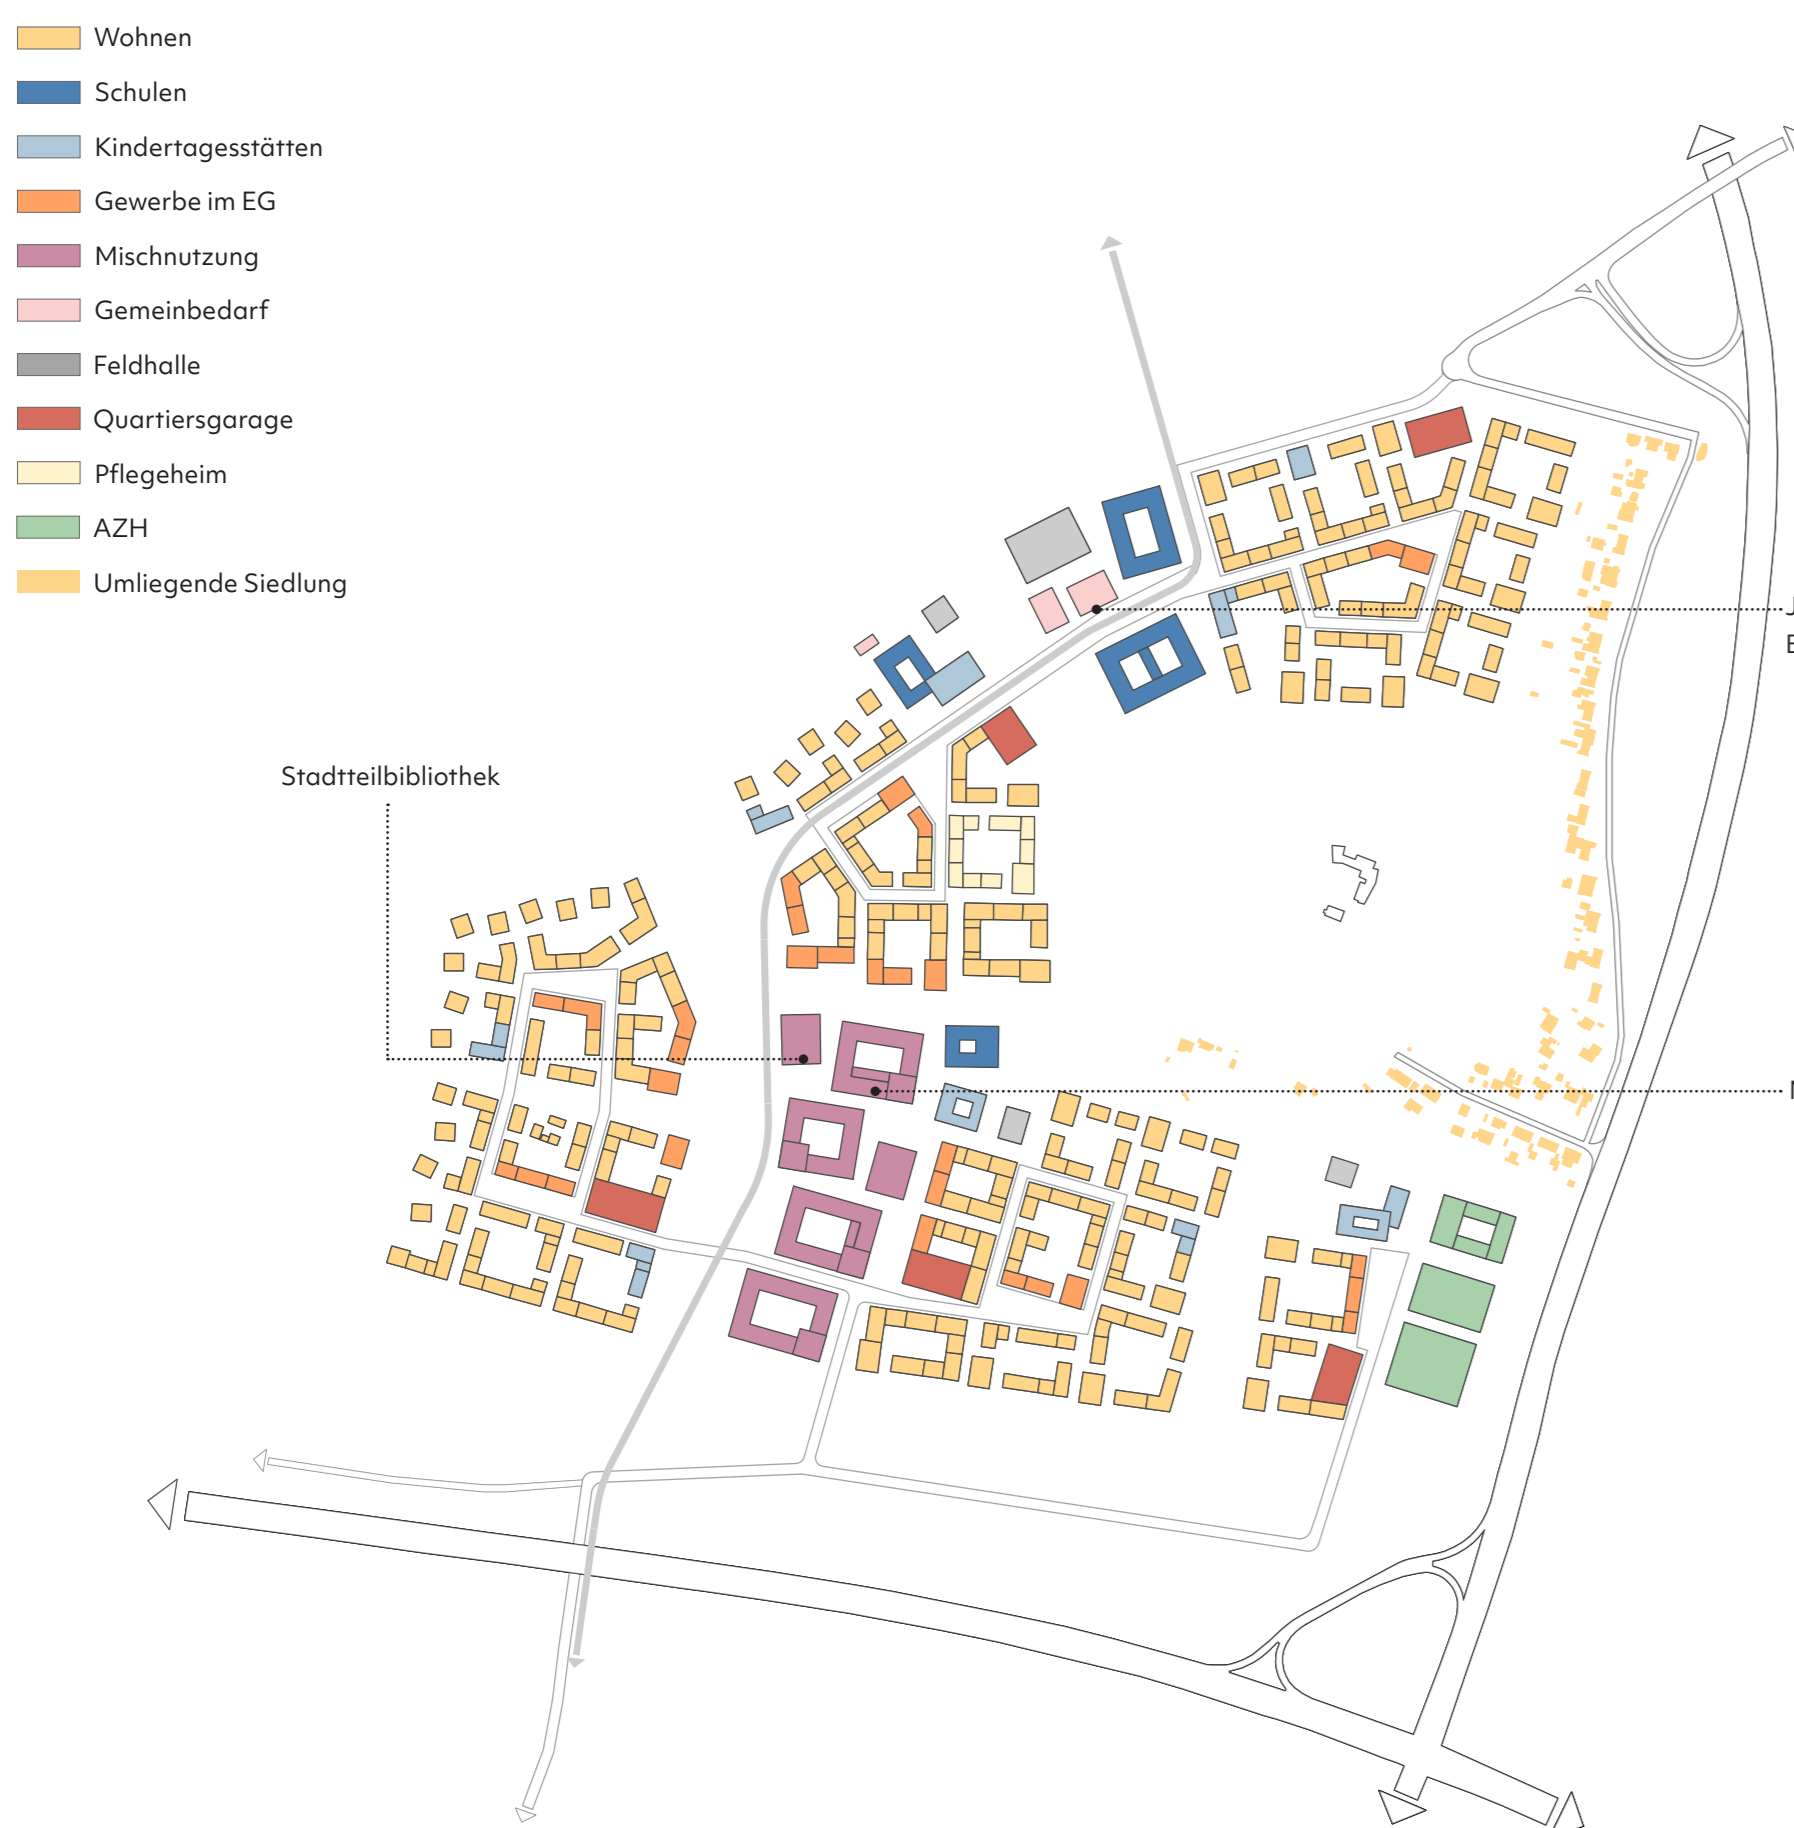 Wohnen
Schulen
Kindertagesstätten
Gewerbe im EG
Mischnutzung
Gemeinbedarf
Feldhalle
Quartiersgarage
Pflegeheim
AZH
Umliegende Siedlung
Stadtteilbibliothek